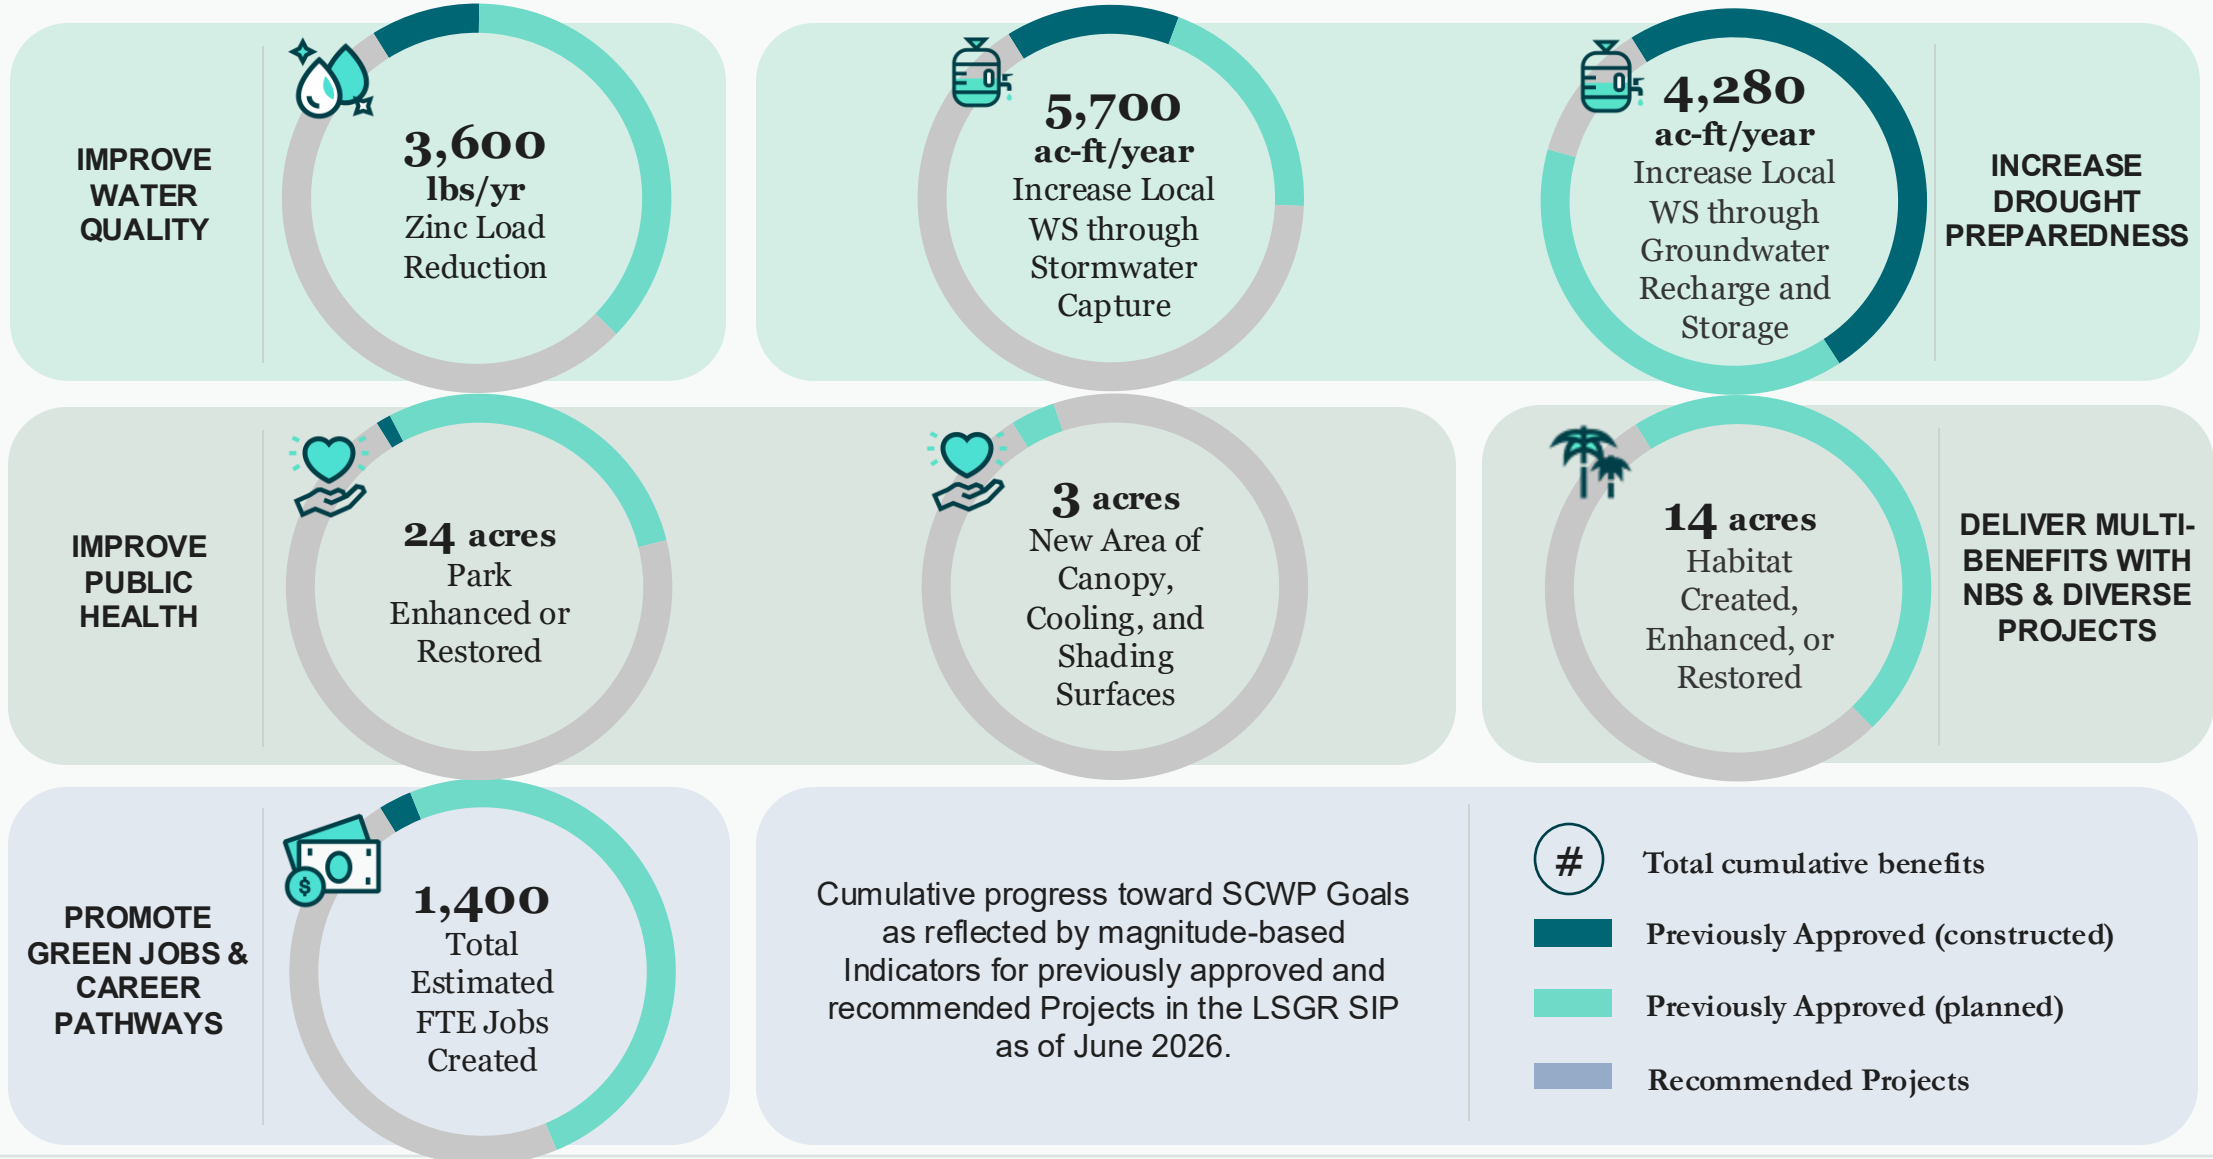 IMPROVE
WATER
QUALITY
3,600
lbs/yr
Zinc Load
Reduction
5,700
ac-ft/year
Increase Local
WS through
Stormwater
Capture
4,280
ac-ft/year
Increase Local
WS through
Groundwater
Recharge and
Storage
INCREASE
DROUGHT
PREPAREDNESS
IMPROVE
PUBLIC
HEALTH
24 acres
Park
Enhanced or
Restored
3 acres
New Area of
Canopy,
Cooling, and
Shading
Surfaces
14 acres
Habitat
Created,
Enhanced, or
Restored
DELIVER MULTI-
BENEFITS WITH
NBS & DIVERSE
PROJECTS
PROMOTE
GREEN JOBS &
CAREER
PATHWAYS
$
1,400
Total
Estimated
FTE Jobs
Created
Cumulative progress toward SCWP Goals
as reflected by magnitude-based
Indicators for previously approved and
recommended Projects in the LSGR SIP
as of June 2026.
# Total cumulative benefits
Previously Approved (constructed)
Previously Approved (planned)
Recommended Projects